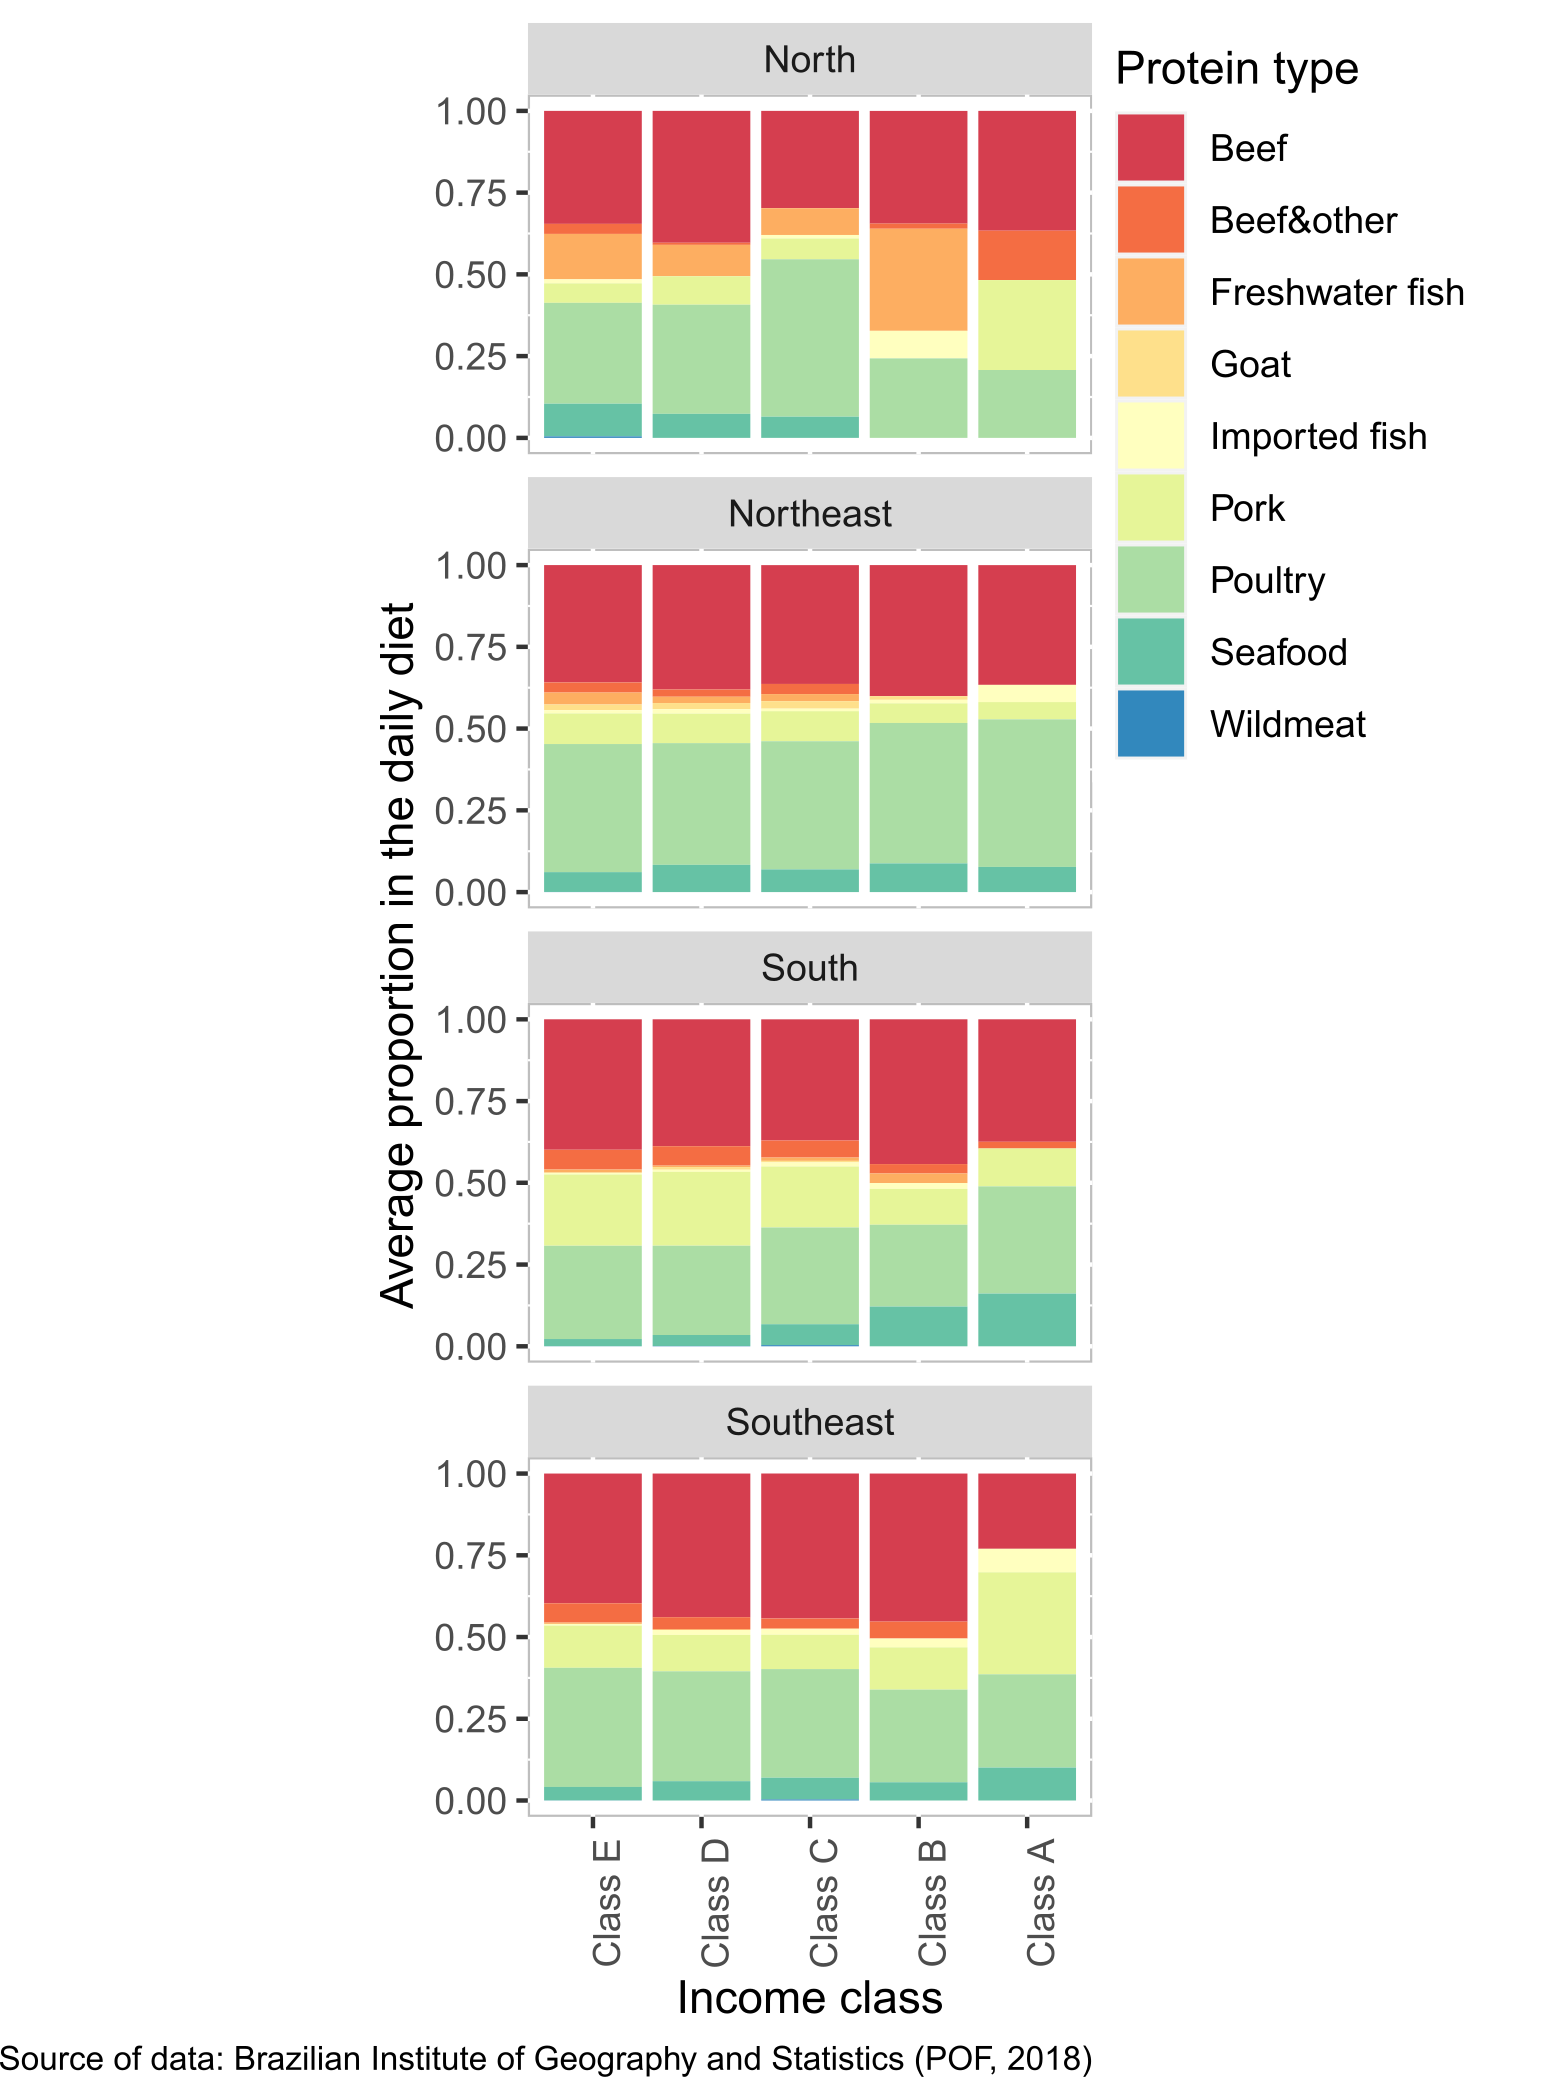 North
1.00
0.75
0.50
0.25
0.00
Northeast
1.00
0.75
0.50
0.25
0.00
South
1.00
0.75
0.50
0.25
0.00
Southeast
1.00
0.75
0.50
0.25
0.00
Average proportion in the daily diet
Class E
Class D
Class C
Class B
Class A
Income class
Protein type
Beef
Beef&other
Freshwater fish
Goat
Imported fish
Pork
Poultry
Seafood
Wildmeat
Source of data: Brazilian Institute of Geography and Statistics (POF, 2018)